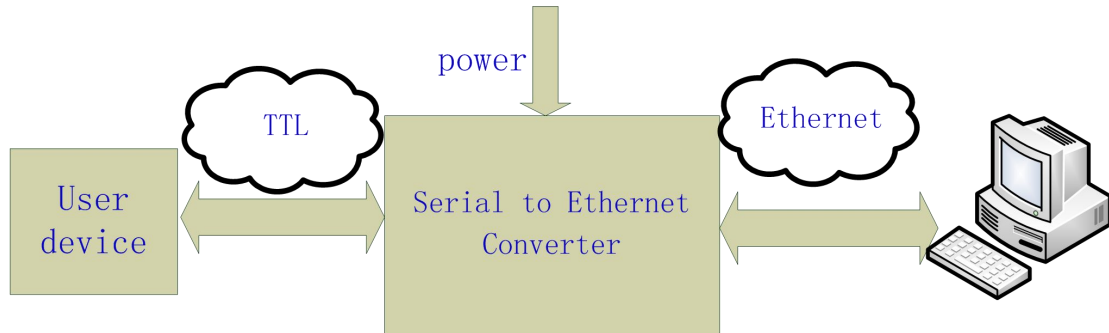 power
TTL
Ethernet
User
device
Serial to Ethernet
Converter